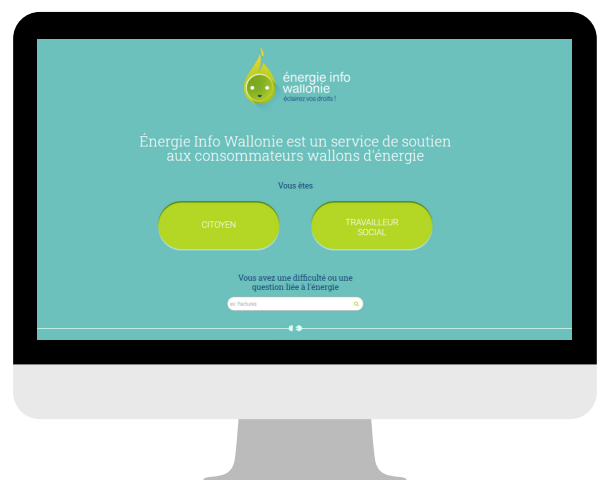 énergie info
wallonie
éclairez vos droits !
Énergie Info Wallonie est un service de soutien
aux consommateurs wallons d'énergie
Vous êtes
CITOYEN
TRAVAILLEUR
SOCIAL
Vous avez une difficulté ou une
question liée à l'énergie
ex: Factures